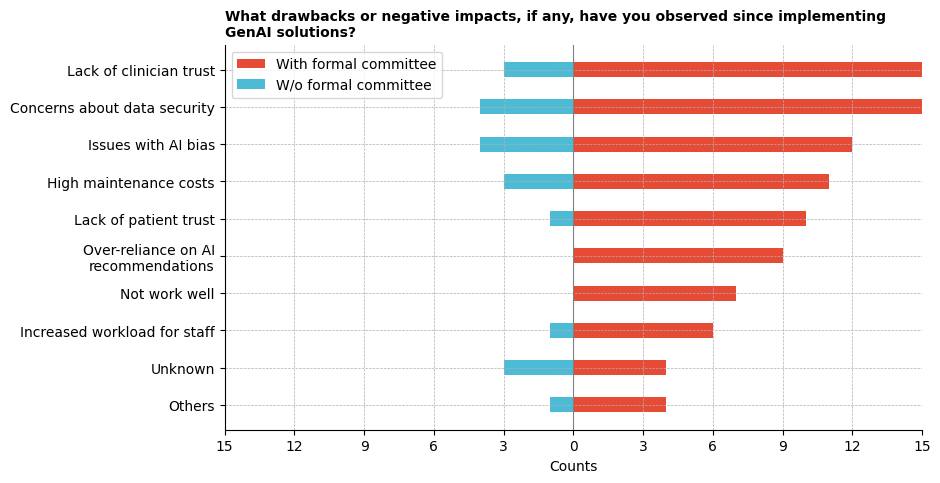 What drawbacks or negative impacts, if any, have you observed since implementing
GenAI solutions?
With formal committee
W/o formal committee
Lack of clinician trust
Concerns about data security
Issues with AI bias
High maintenance costs
Lack of patient trust
Over-reliance on AI
recommendations
Not work well
Increased workload for staff
Unknown
Others
15 12 9 6 3 0 3 6 9 12 15
Counts